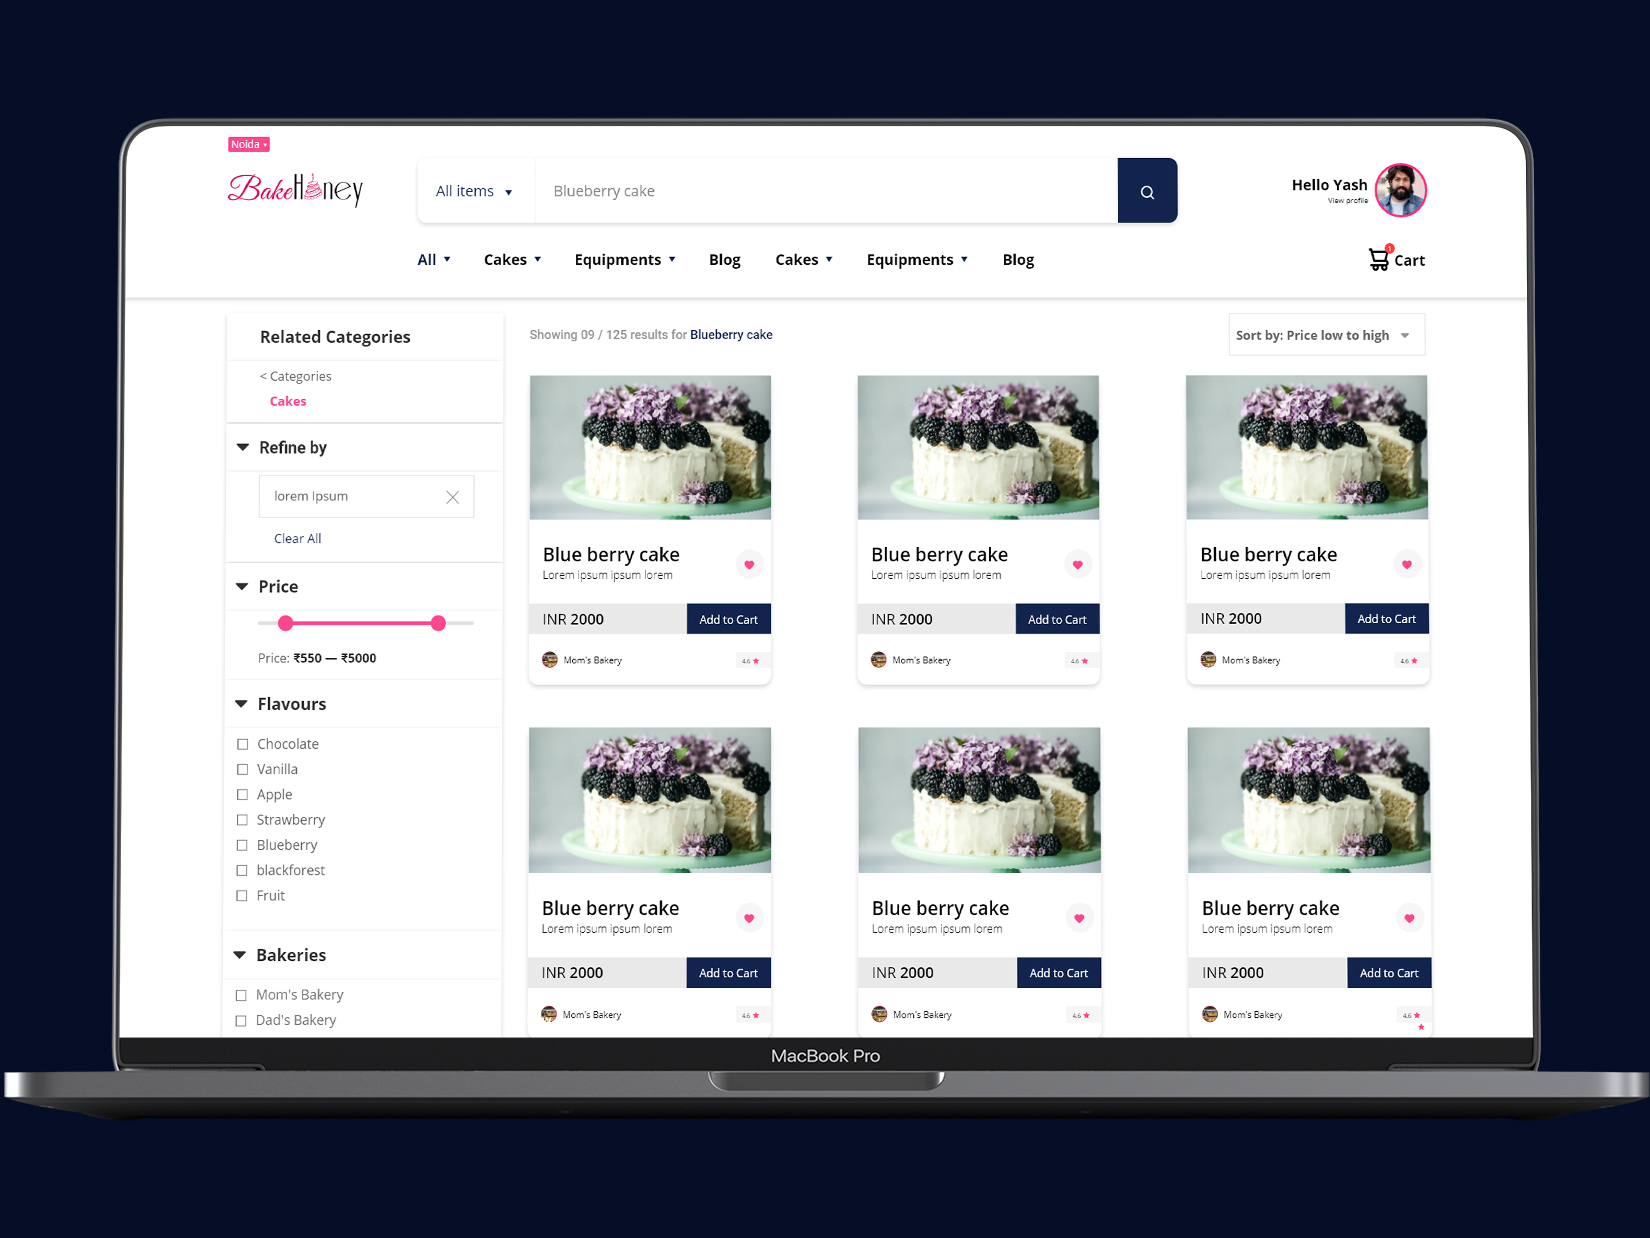 Noida
BakeHoney
All items
Blueberry cake
Hello Yash
View profile
All
Cakes
Equipments
Blog
Cakes
Equipments
Blog
1
Cart
Related Categories
< Categories
Cakes
Refine by
lorem Ipsum
Clear All
Price
Price: ₹550 — ₹5000
Flavours
Chocolate
Vanilla
Apple
Strawberry
Blueberry
blackforest
Fruit
Bakeries
Mom's Bakery
Dad's Bakery
Showing 09 / 125 results for Blueberry cake
Sort by: Price low to high
Blue berry cake
Lorem ipsum ipsum lorem
INR 2000
Add to Cart
Mom's Bakery
4.6
Blue berry cake
Lorem ipsum ipsum lorem
INR 2000
Add to Cart
Mom's Bakery
4.6
Blue berry cake
Lorem ipsum ipsum lorem
INR 2000
Add to Cart
Mom's Bakery
4.6
Blue berry cake
Lorem ipsum ipsum lorem
INR 2000
Add to Cart
Mom's Bakery
4.6
Blue berry cake
Lorem ipsum ipsum lorem
INR 2000
Add to Cart
Mom's Bakery
4.6
Blue berry cake
Lorem ipsum ipsum lorem
INR 2000
Add to Cart
Mom's Bakery
4.6
MacBook Pro